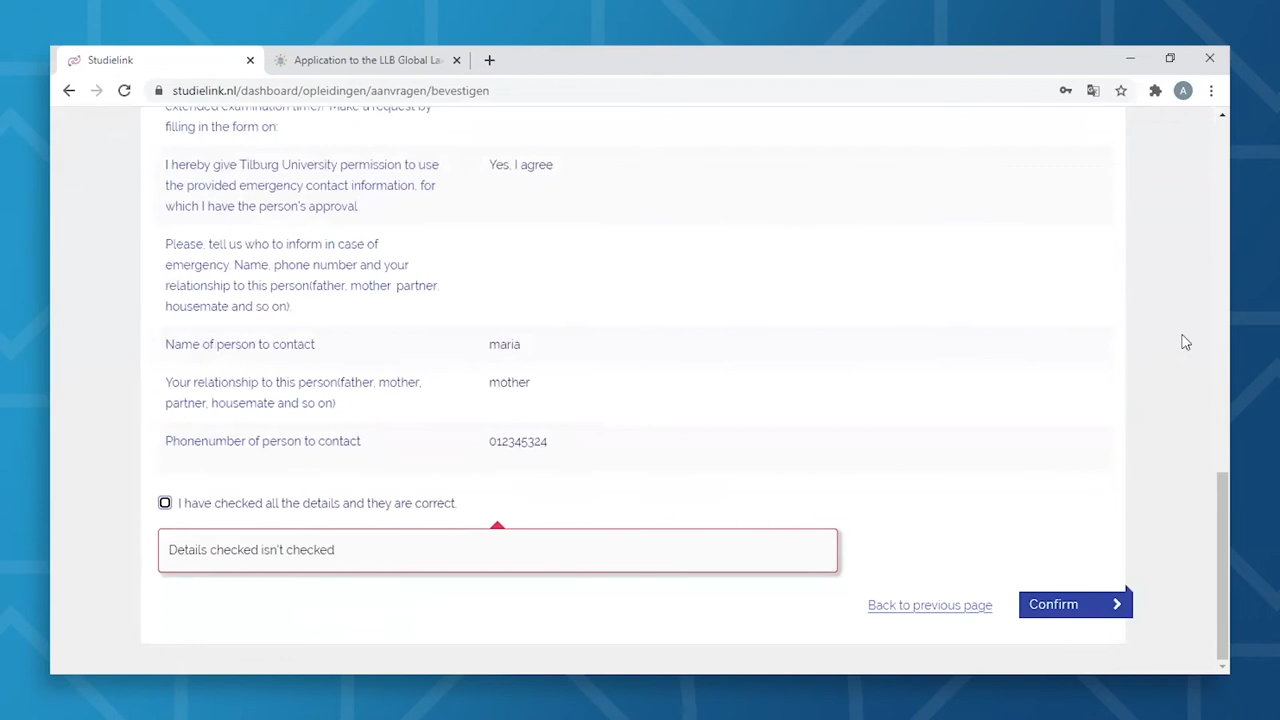 Studielink
Application to the LLB Global La
studielink.nl/dashboard/opleidingen/aanvragen/bevestigen
A
extended examination time)? Make a request by
filling in the form on:
I hereby give Tilburg University permission to use
the provided emergency contact information, for
which I have the person's approval.
Yes, I agree
Please, tell us who to inform in case of
emergency. Name, phone number and your
relationship to this person(father, mother partner,
housemate and so on).
Name of person to contact
maria
Your relationship to this person(father, mother,
partner, housemate and so on)
mother
Phonenumber of person to contact
012345324
I have checked all the details and they are correct.
Details checked isn't checked
Back to previous page
Confirm